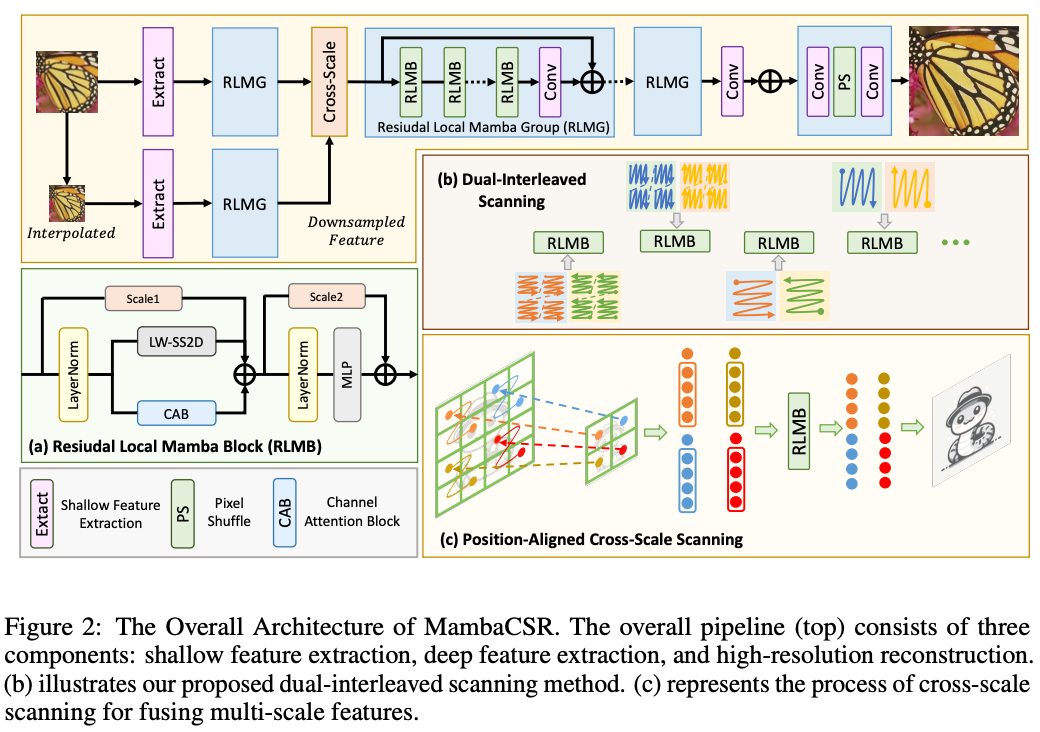 Extract
RLMG
Cross-Scale
RLMB
RLMB
RLMB
Conv
Resiudal Local Mamba Group (RLMG)
RLMG
Conv
Conv
PS
Conv
Interpolated
Extract
RLMG
Downsampled
Feature
(b) Dual-Interleaved
Scanning
RLMB
RLMB
RLMB
RLMB
Scale1
Scale2
LayerNorm
LW-SS2D
CAB
LayerNorm
MLP
(a) Resiudal Local Mamba Block (RLMB)
RLMB
(c) Position-Aligned Cross-Scale Scanning
Extact
Shallow Feature
Extraction
PS
Pixel
Shuffle
CAB
Channel
Attention Block
Figure 2: The Overall Architecture of MambaCSR. The overall pipeline (top) consists of three
components: shallow feature extraction, deep feature extraction, and high-resolution reconstruction.
(b) illustrates our proposed dual-interleaved scanning method. (c) represents the process of cross-scale
scanning for fusing multi-scale features.